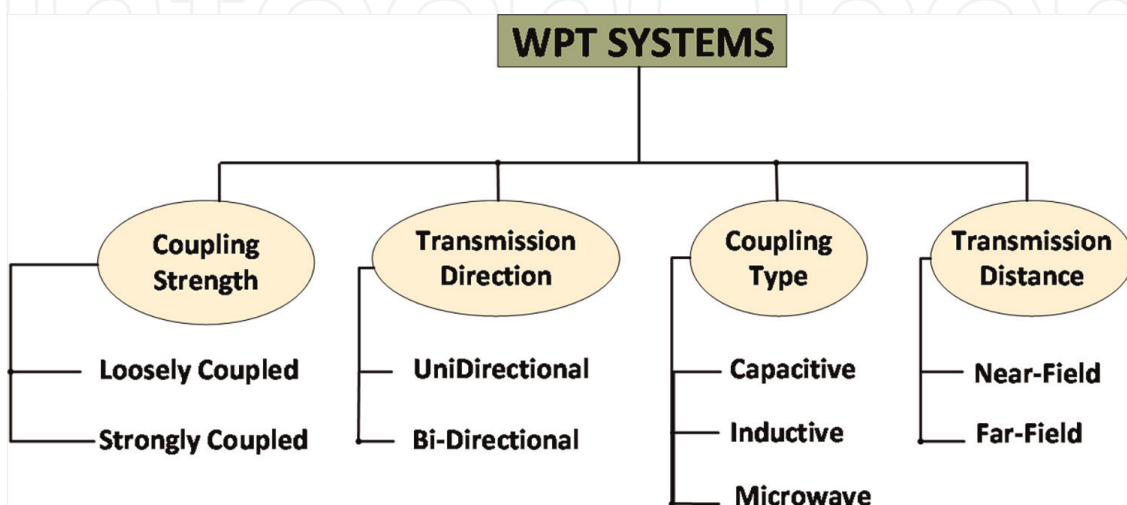 WPT SYSTEMS
Coupling
Strength
Transmission
Direction
Coupling
Type
Transmission
Distance
Loosely Coupled
UniDirectional
Capacitive
Near-Field
Strongly Coupled
Bi-Directional
Inductive
Far-Field
Microwave